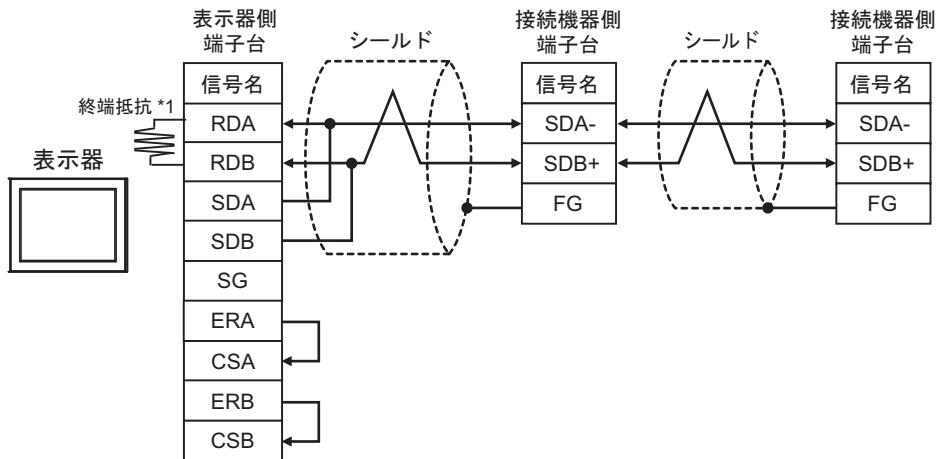 表示器側
端子台
シールド
接続機器側
端子台
シールド
接続機器側
端子台
終端抵抗 *1
表示器
信号名
RDA
RDB
SDA
SDB
SG
ERA
CSA
ERB
CSB
信号名
SDA-
SDB+
FG
信号名
SDA-
SDB+
FG